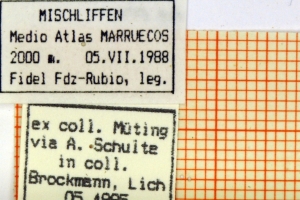 MISCHLIFFEN
Medio Atlas MARRUECOS
2000 m. 05.VII.1988
Fidel Fdz-Rubio, leg.
ex coll. Müting
via A. Schulte
in coll.
Brockmann, Lich